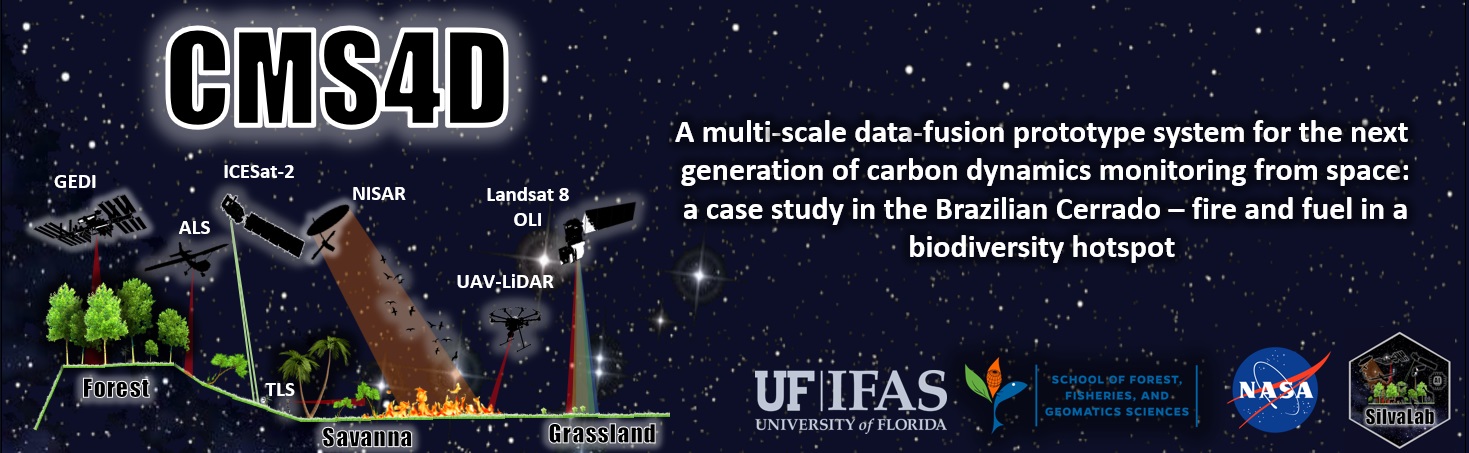 CMS4D
GEDI
ICESat-2
ALS
NISAR
Landsat 8
OLI
UAV-LiDAR
TLS
Forest
Savanna
Grassland
A multi-scale data-fusion prototype system for the next
generation of carbon dynamics monitoring from space:
a case study in the Brazilian Cerrado – fire and fuel in a
biodiversity hotspot
UF|IFAS
UNIVERSITY of FLORIDA
SCHOOL OF FOREST,
FISHERIES, AND
GEOMATICS SCIENCES
NASA
SilvaLab